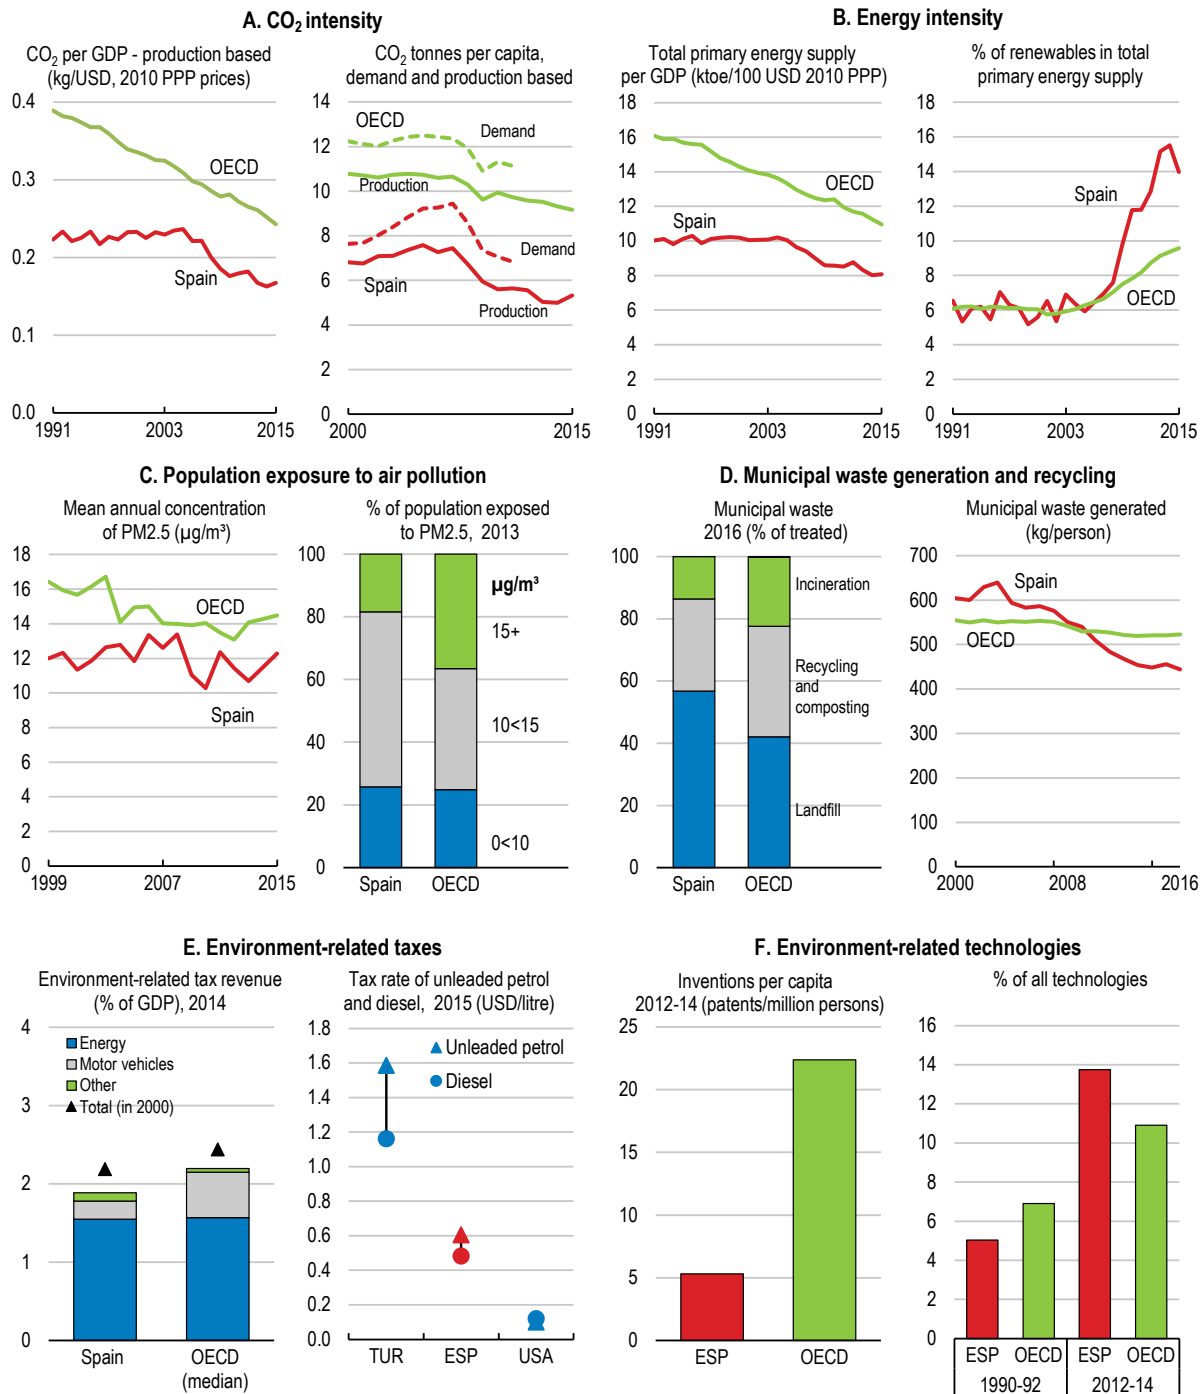 A. CO2 intensity
CO2 per GDP - production based
(kg/USD, 2010 PPP prices)
0.4
0.3
0.2
0.1
0.0
OECD
Spain
1991
2003
2015
CO2 tonnes per capita,
demand and production based
14
12
10
8
6
4
2
0
OECD
Demand
Production
Demand
Spain
Production
2000
2015
B. Energy intensity
Total primary energy supply
per GDP (ktoe/100 USD 2010 PPP)
18
16
14
12
10
8
6
4
2
0
OECD
Spain
1991
2003
2015
% of renewables in total
primary energy supply
18
16
14
12
10
8
6
4
2
0
Spain
OECD
1991
2003
2015
C. Population exposure to air pollution
Mean annual concentration
of PM2.5 (µg/m³)
18
16
14
12
10
8
6
4
2
0
OECD
Spain
1999
2007
2015
% of population exposed
to PM2.5, 2013
100
80
60
40
20
0
µg/m³
15+
10<15
0<10
Spain
OECD
D. Municipal waste generation and recycling
Municipal waste
2016 (% of treated)
100
80
60
40
20
0
Incineration
Recycling
and
composting
Landfill
Spain
OECD
Municipal waste generated
(kg/person)
700
600
500
400
300
200
100
0
Spain
OECD
2000
2008
2016
E. Environment-related taxes
Environment-related tax revenue
(% of GDP), 2014
4
3
2
1
0
Energy
Motor vehicles
Other
Total (in 2000)
Spain
OECD
(median)
Tax rate of unleaded petrol
and diesel, 2015 (USD/litre)
1.8
1.6
1.4
1.2
1.0
0.8
0.6
0.4
0.2
0.0
Unleaded petrol
Diesel
TUR
ESP
USA
F. Environment-related technologies
Inventions per capita
2012-14 (patents/million persons)
25
20
15
10
5
0
ESP
OECD
% of all technologies
16
14
12
10
8
6
4
2
0
ESP
OECD
ESP
OECD
1990-92
2012-14